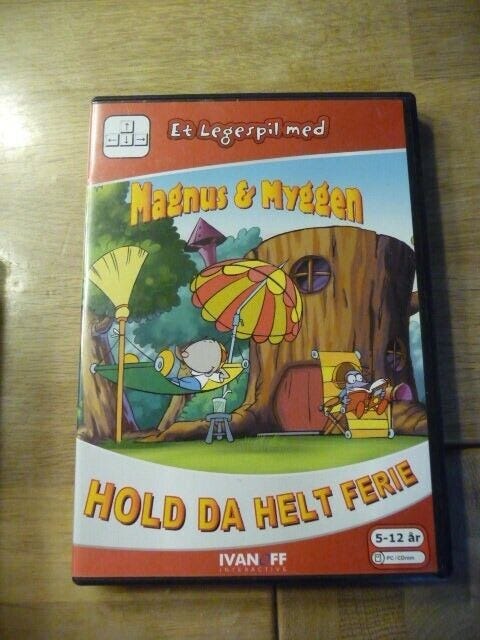 Et Legespil med
Magnus & Myggen
HOLD DA HELT FERIE
5-12 år
PC/CDrom
IVANOFF
INTERACTIVE